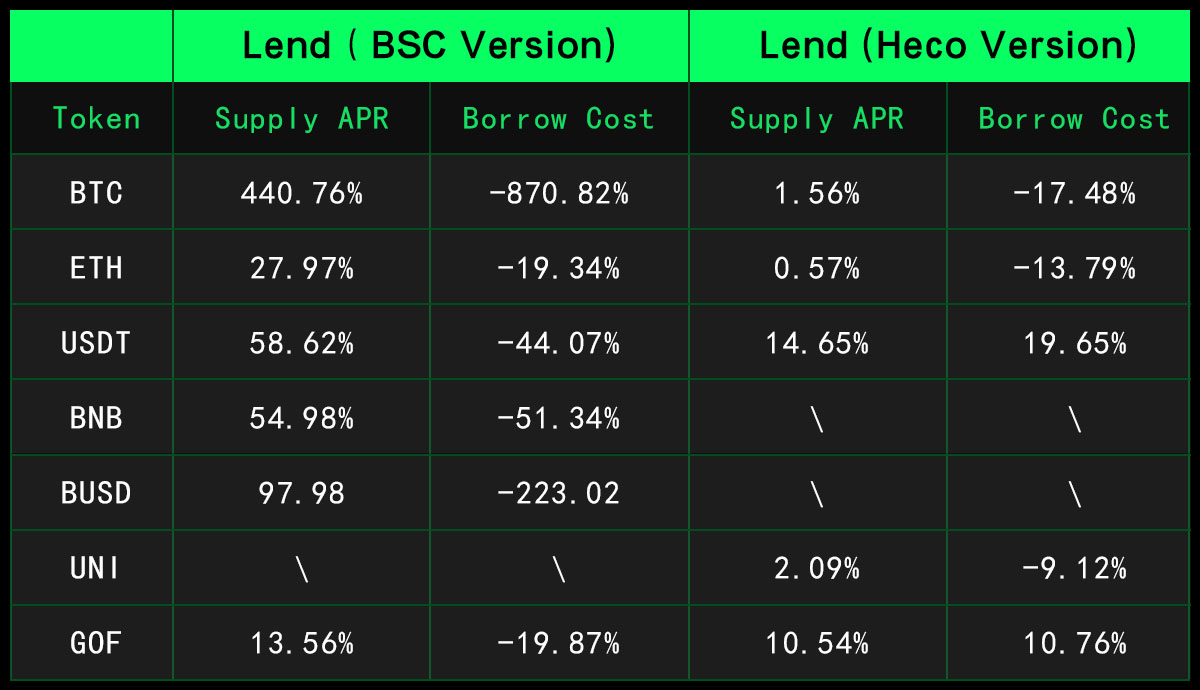 Lend ( BSC Version) Lend (Heco Version)
Token Supply APR Borrow Cost Supply APR Borrow Cost
BTC 440.76% -870.82% 1.56% -17.48%
ETH 27.97% -19.34% 0.57% -13.79%
USDT 58.62% -44.07% 14.65% 19.65%
BNB 54.98% -51.34% \ \
BUSD 97.98 -223.02 \ \
UNI \ \ 2.09% -9.12%
GOF 13.56% -19.87% 10.54% 10.76%